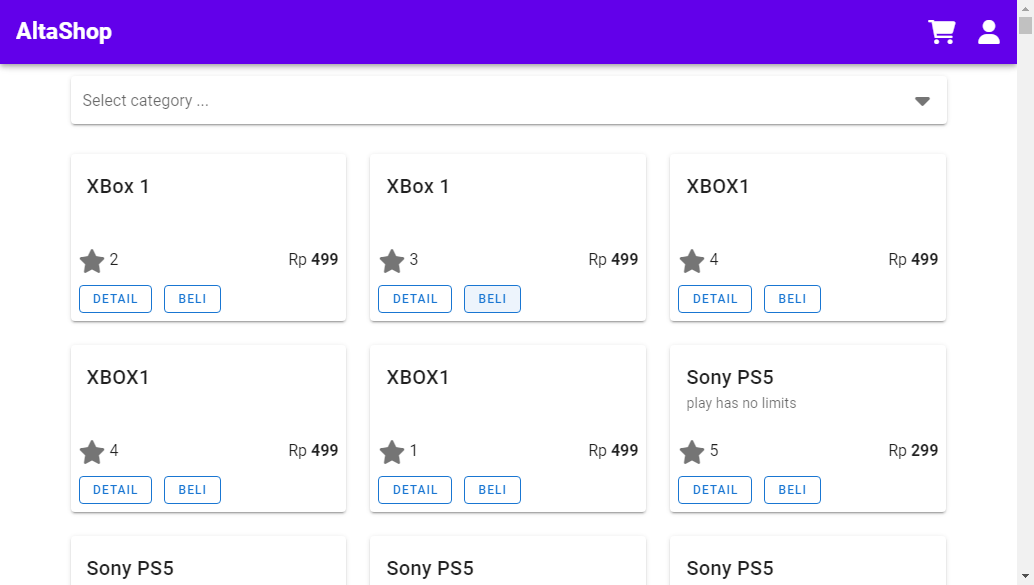 AltaShop
Select category ...
XBox 1
2
Rp 499
DETAIL
BELI
XBox 1
3
Rp 499
DETAIL
BELI
XBOX1
4
Rp 499
DETAIL
BELI
XBOX1
4
Rp 499
DETAIL
BELI
XBOX1
1
Rp 499
DETAIL
BELI
Sony PS5
play has no limits
5
Rp 299
DETAIL
BELI
Sony PS5
Sony PS5
Sony PS5